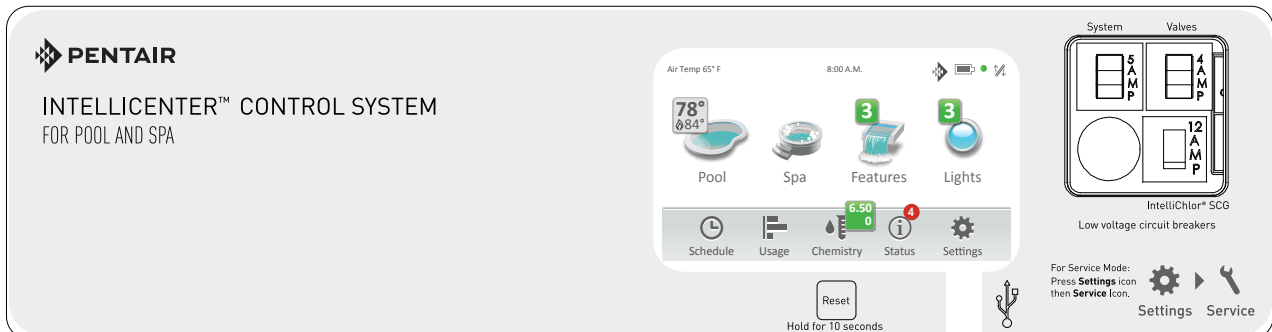 PENTAIR
INTELLICENTER™ CONTROL SYSTEM
FOR POOL AND SPA
Air Temp 65° F
8:00 A.M.
78°
84°
3
3
Pool
Spa
Features
Lights
6.50
0
4
Schedule
Usage
Chemistry
Status
Settings
Reset
Hold for 10 seconds
System
Valves
5 AMP
4 AMP
12 AMP
IntelliChlor® SCG
Low voltage circuit breakers
For Service Mode:
Press Settings icon
then Service Icon.
Settings
Service